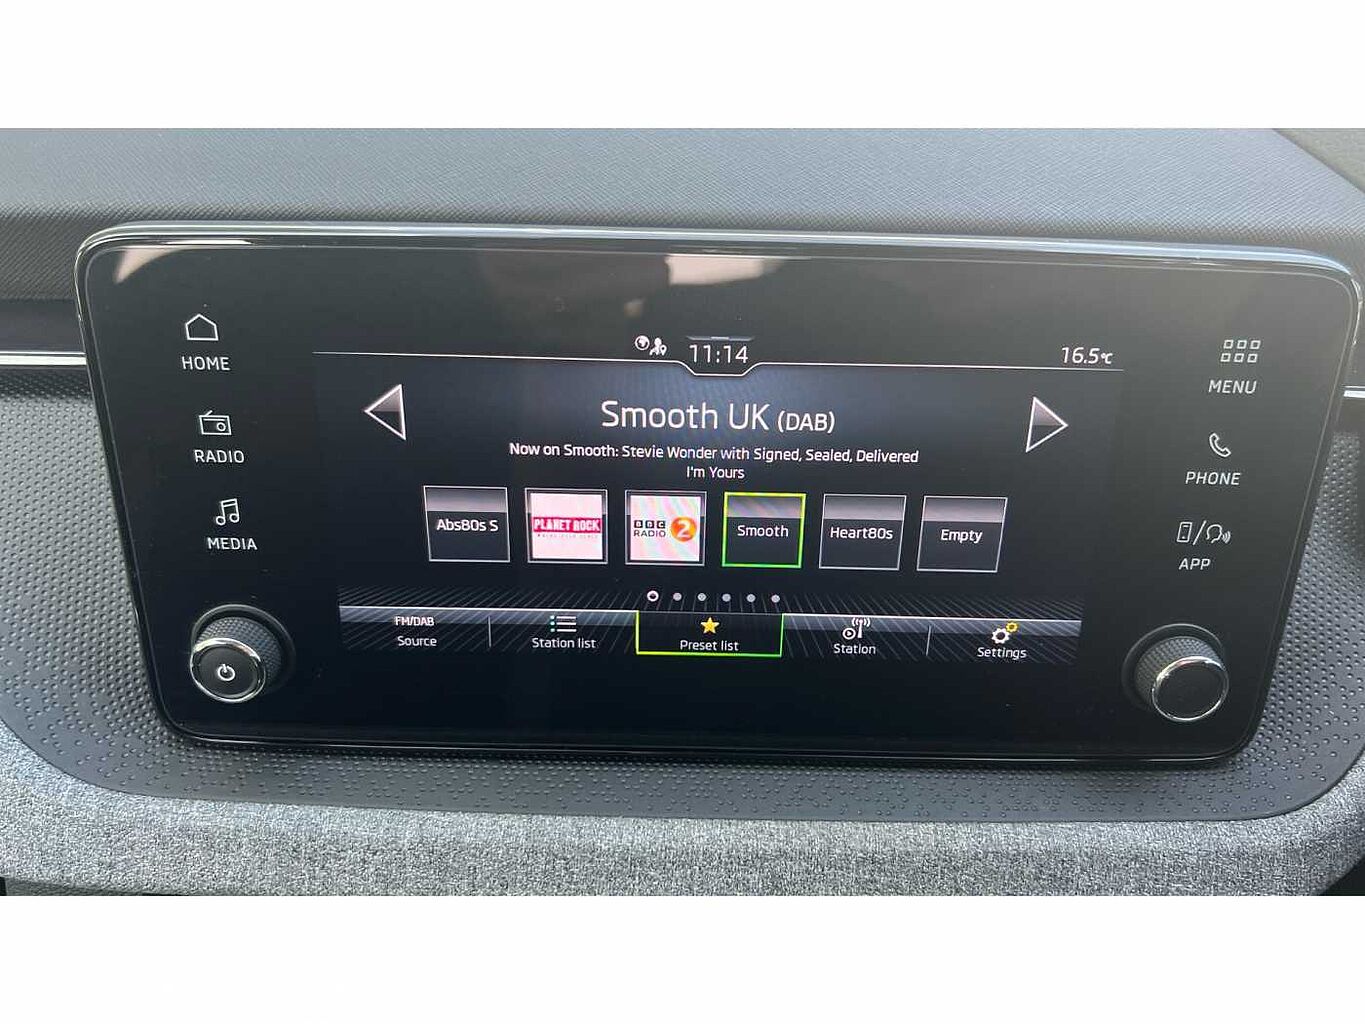 11:14
16.5°C
HOME
RADIO
MEDIA
MENU
PHONE
APP
Smooth UK (DAB)
Now on Smooth: Stevie Wonder with Signed, Sealed, Delivered
I'm Yours
Abs80s S
PLANET ROCK
BBC
RADIO 2
Smooth
Heart80s
Empty
FM/DAB
Source
Station list
Preset list
Station
Settings